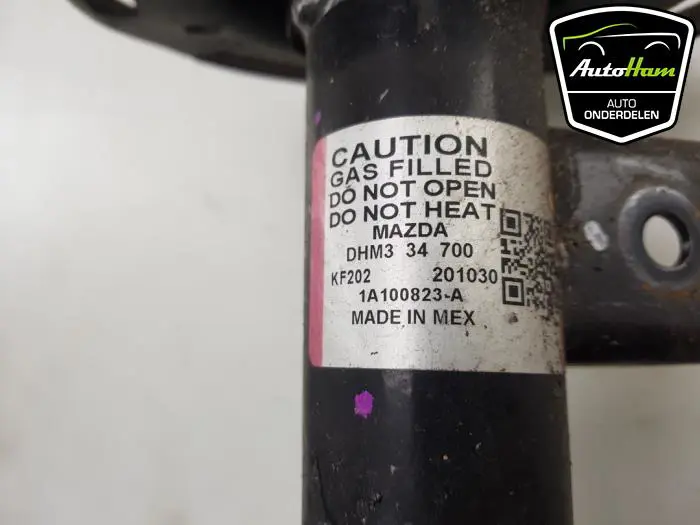 CAUTION
GAS FILLED
DO NOT OPEN
DO NOT HEAT
MAZDA
DHM3 34 700
KF202 201030
1A100823-A
MADE IN MEX
AutoHam
AUTO
ONDERDELEN